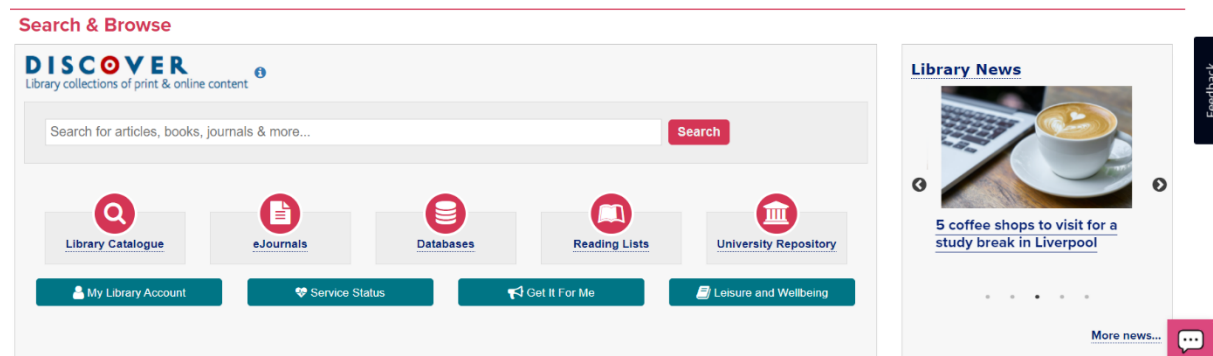 Search & Browse
DISCOVER
Library collections of print & online content
Search for articles, books, journals & more...
Search
Library Catalogue
eJournals
Databases
Reading Lists
University Repository
My Library Account
Service Status
Get It For Me
Leisure and Wellbeing
Library News
5 coffee shops to visit for a
study break in Liverpool
More news...
Feedback